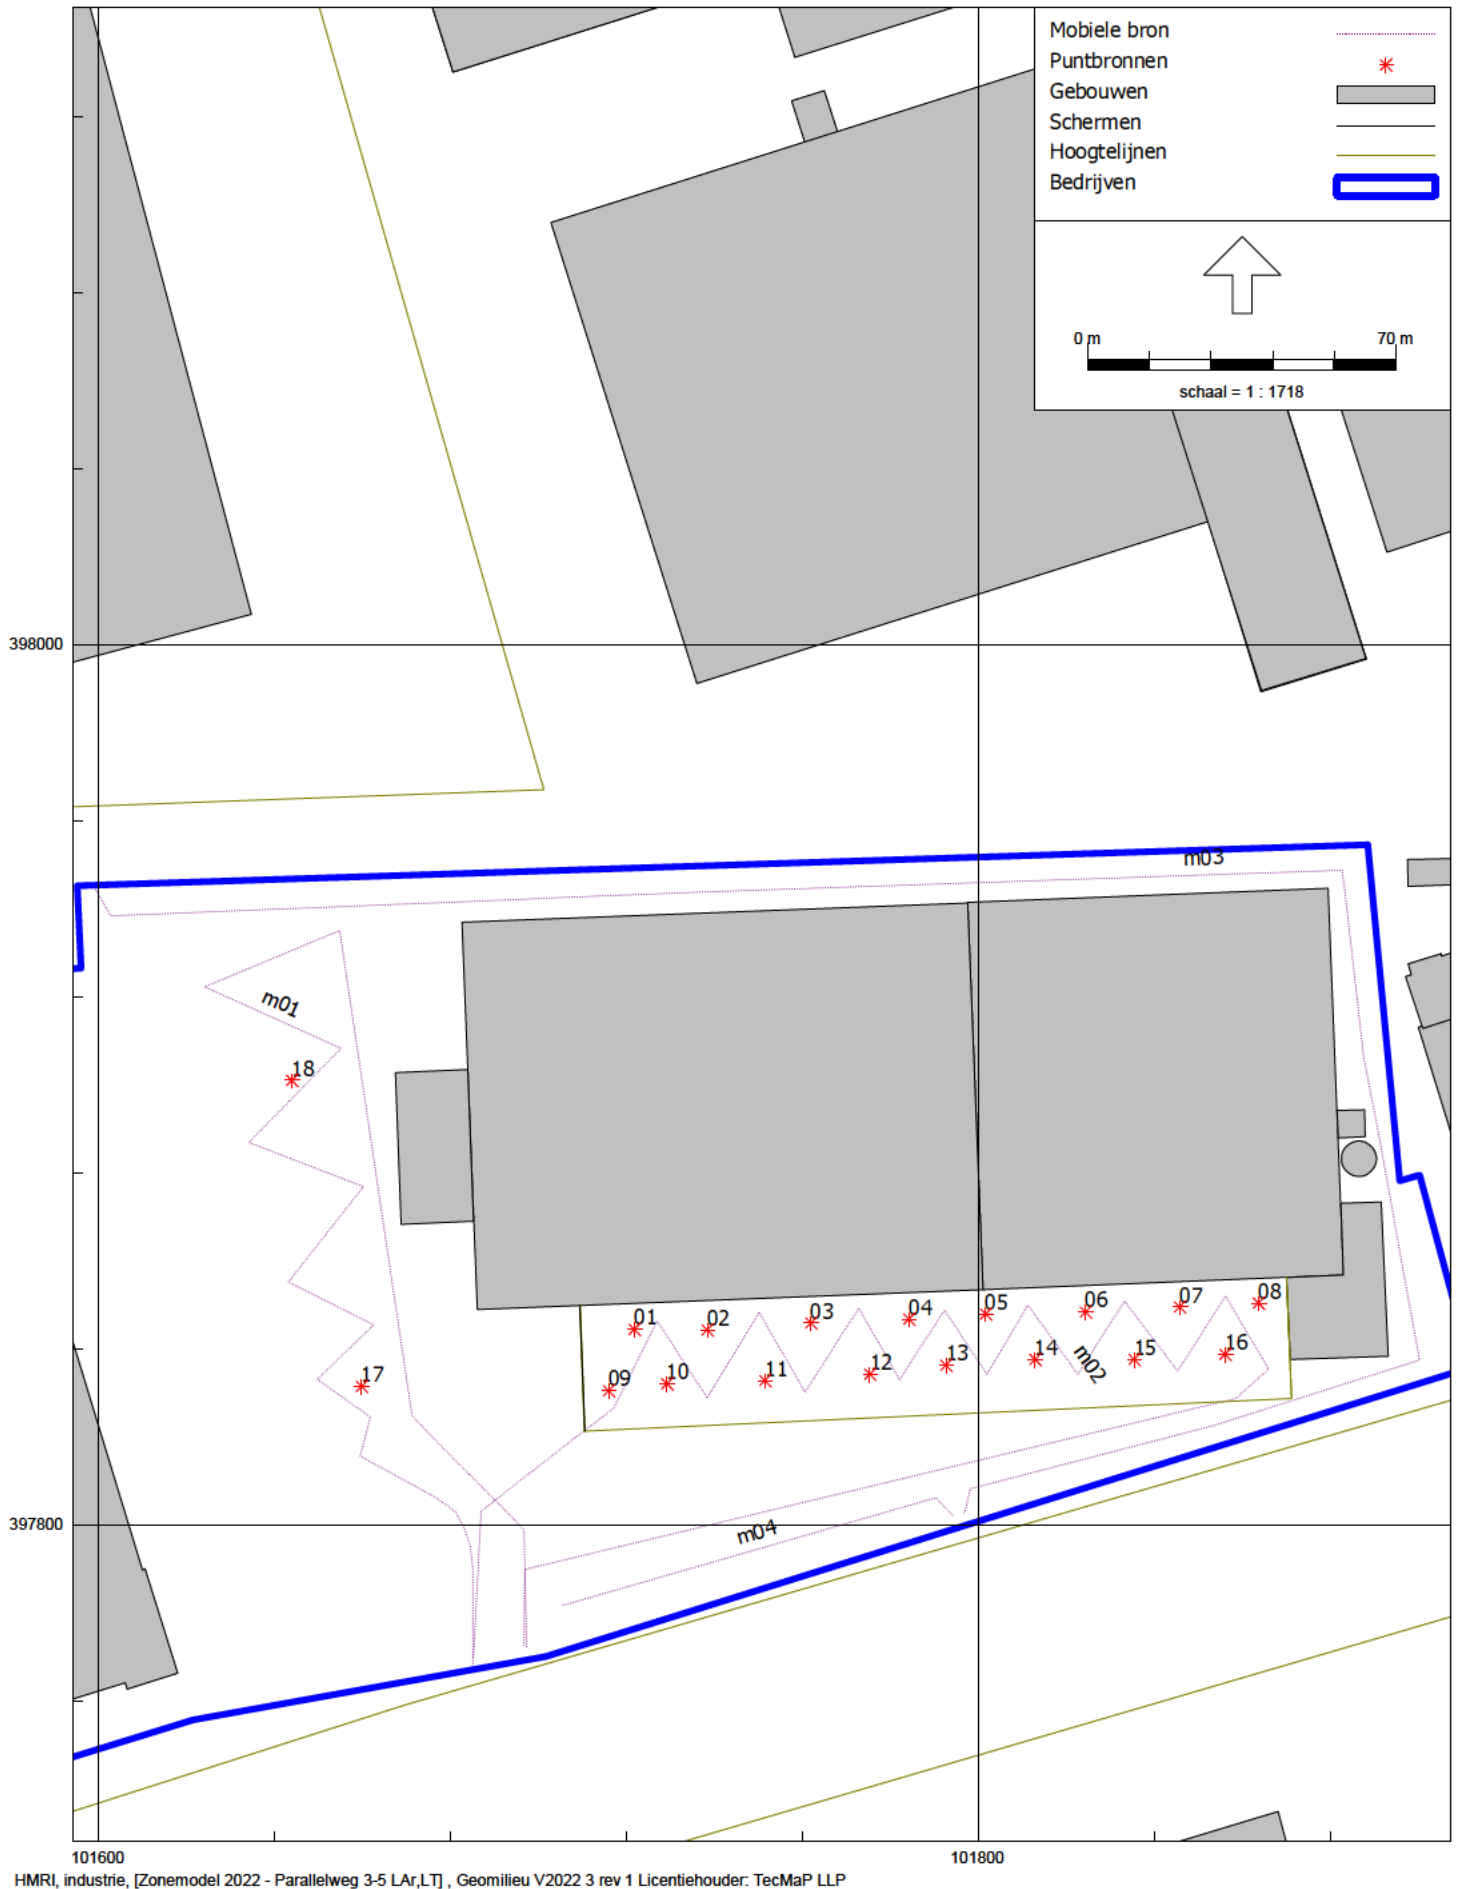 Mobiele bron
Puntbronnen
Gebouwen
Schermen
Hoogtelijnen
Bedrijven
0 m 70 m
schaal = 1 : 1718
398000
m03
m01
18
01
02
03
04
05
06
07
08
09
10
11
12
13
14
m02
15
16
17
397800
m04
101600 101800
HMRI, industrie, [Zonemodel 2022 - Parallelweg 3-5 LAr,LT] , Geomilieu V2022 3 rev 1 Licentiehouder: TecMaP LLP